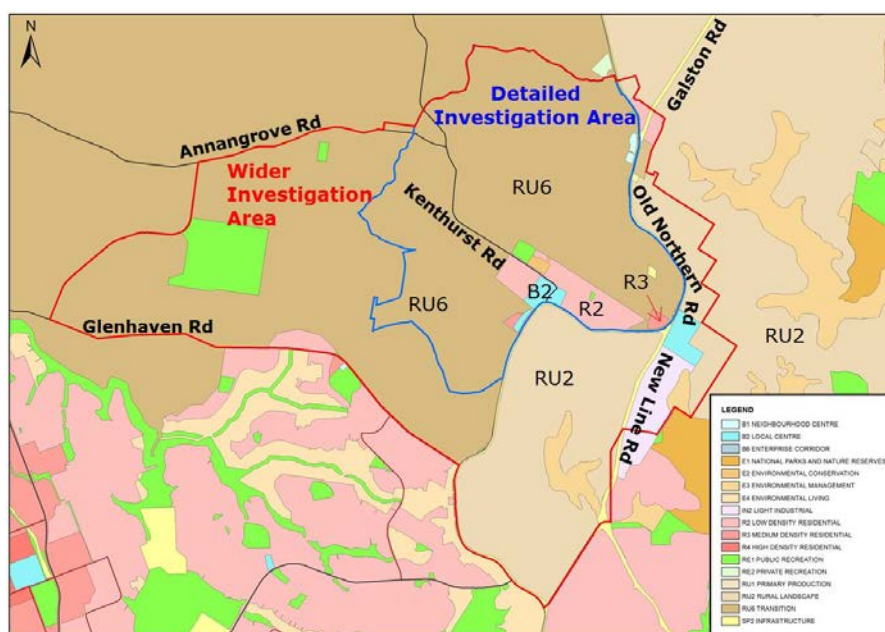 N
Galston Rd
Detailed
Investigation Area
Annangrove Rd
Wider
Investigation
Area
RU6
Kenthurst Rd
Old Northern Rd
R3
B2
R2
RU6
Glenhaven Rd
RU2
RU2
New Line Rd
LEGEND
B1 NEIGHBOURHOOD CENTRE
B2 LOCAL CENTRE
B6 ENTERPRISE CORRIDOR
E1 NATIONAL PARKS AND NATURE RESERVES
E2 ENVIRONMENTAL CONSERVATION
E3 ENVIRONMENTAL MANAGEMENT
E4 ENVIRONMENTAL LIVING
IN2 LIGHT INDUSTRIAL
R2 LOW DENSITY RESIDENTIAL
R3 MEDIUM DENSITY RESIDENTIAL
R4 HIGH DENSITY RESIDENTIAL
RE1 PUBLIC RECREATION
RE2 PRIVATE RECREATION
RU1 PRIMARY PRODUCTION
RU2 RURAL LANDSCAPE
RU6 TRANSITION
SP2 INFRASTRUCTURE